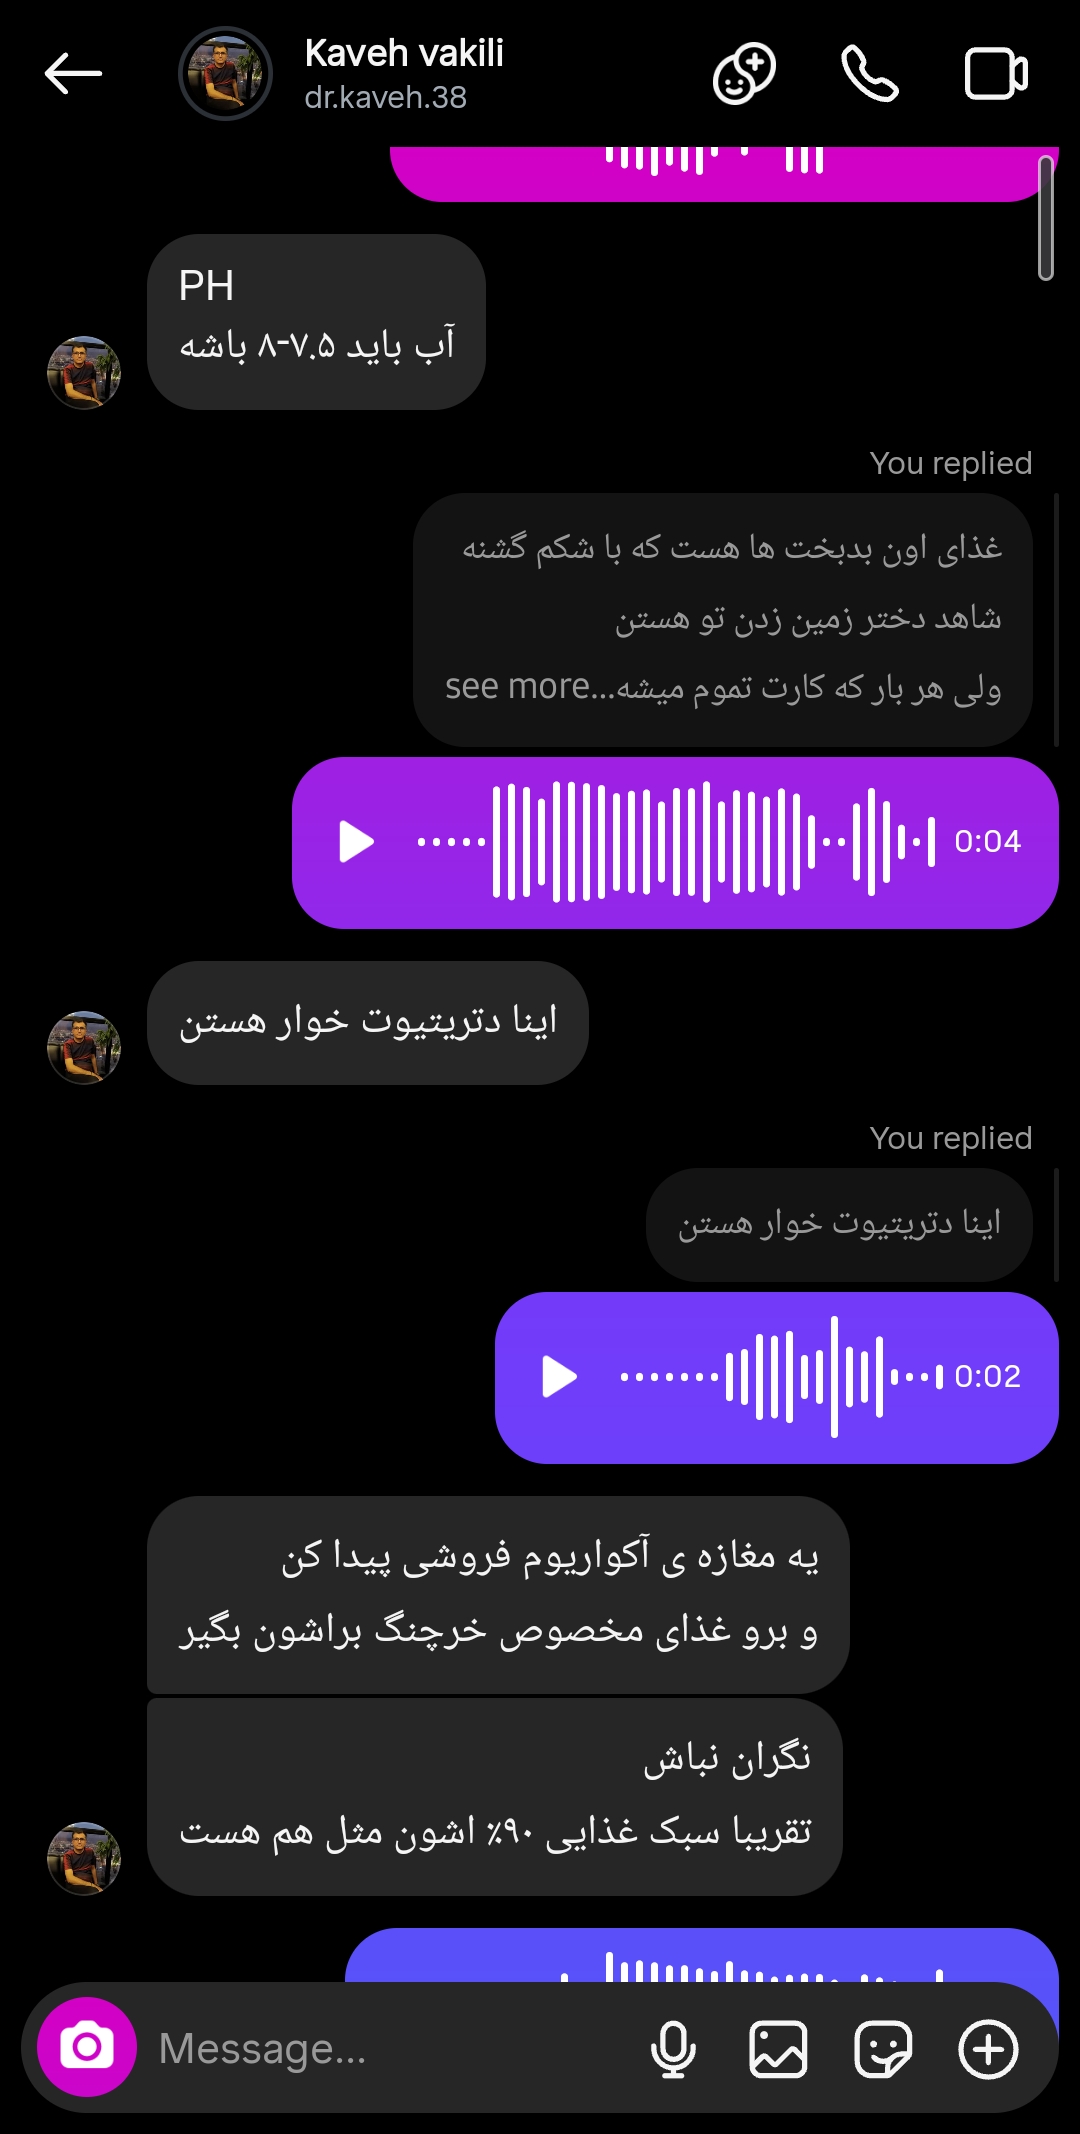 Kaveh vakili
dr.kaveh.38
PH
آب باید ۷.۵-۸ باشه
You replied
غذای اون بدبخت ها هست که با شکم گشنه
شاهد دختر زمین زدن تو هستن
ولی هر بار که کارت تموم میشه...see more
0:04
اینا دتریتیوت خوار هستن
You replied
اینا دتریتیوت خوار هستن
0:02
یه مغازه ی آکواریوم فروشی پیدا کن
و برو غذای مخصوص خرچنگ براشون بگیر
نگران نباش
تقریبا سبک غذایی ۹۰٪ اشون مثل هم هست
Message...